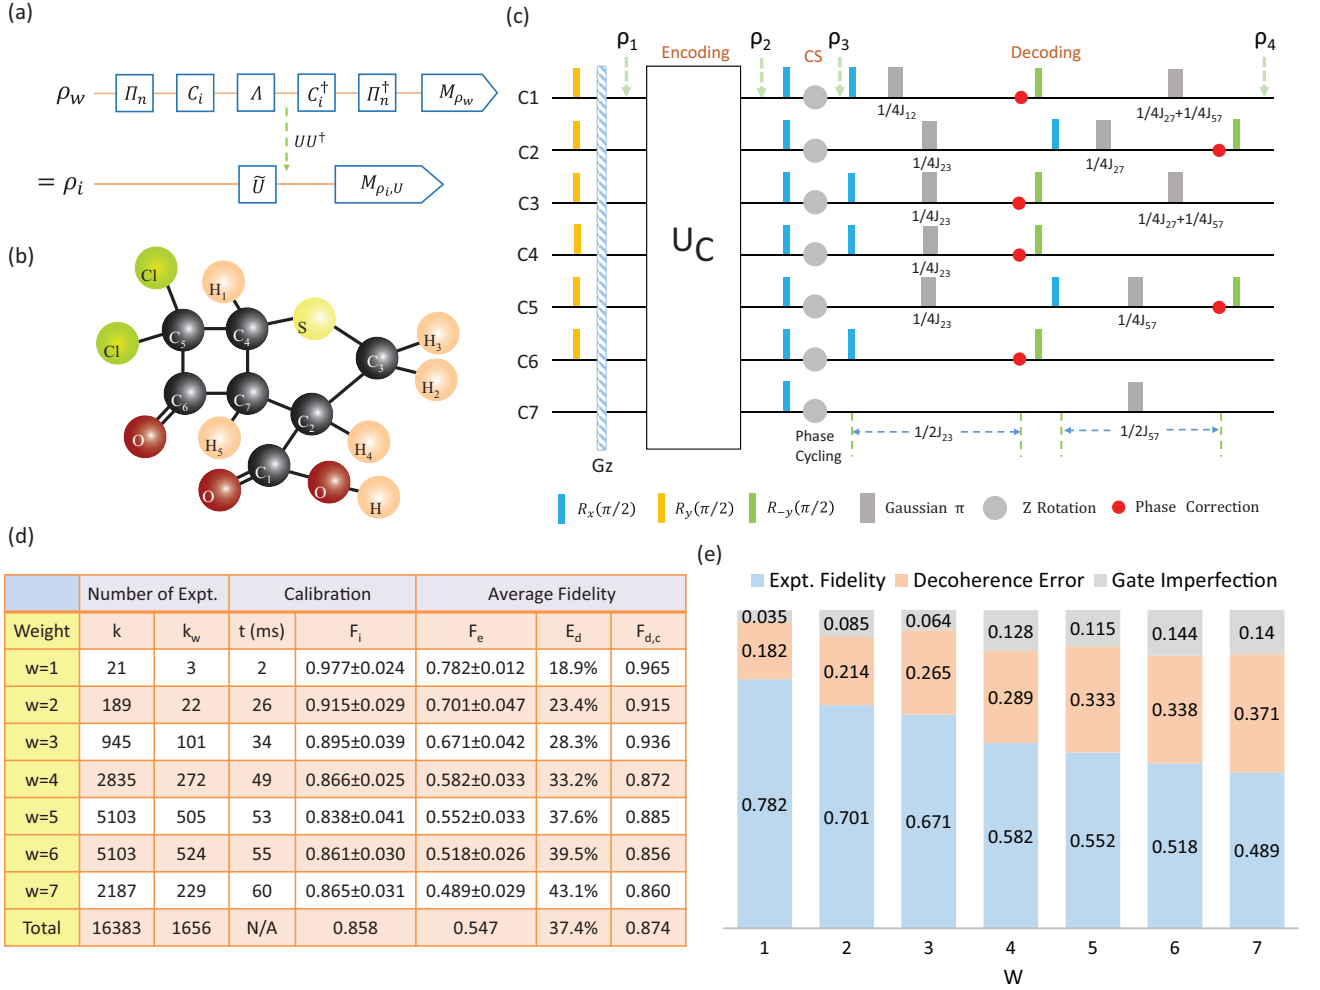 (a)
ρw Πn Ci Λ Ci† Πn† Mρw
UU†
= ρi Ũ Mρi,U
(b)
Cl
H1
Cl
C5
C4
S
H3
C3
H2
C6
C7
C2
O
H5
H4
C1
O
O
H
(c)
ρ1 ρ2 ρ3 ρ4
Encoding CS Decoding
C1
1/4J12
1/4J27+1/4J57
C2
1/4J23
1/4J27
C3
1/4J23
1/4J27+1/4J57
UC
C4
1/4J23
C5
1/4J23
1/4J57
C6
C7
Phase
Cycling
1/2J23
1/2J57
Gz
Rx(π/2) Ry(π/2) R−y(π/2) Gaussian π Z Rotation Phase Correction
(d)
Number of Expt. Calibration Average Fidelity
Weight k kw t (ms) Fi Fe Ed Fd,c
w=1 21 3 2 0.977±0.024 0.782±0.012 18.9% 0.965
w=2 189 22 26 0.915±0.029 0.701±0.047 23.4% 0.915
w=3 945 101 34 0.895±0.039 0.671±0.042 28.3% 0.936
w=4 2835 272 49 0.866±0.025 0.582±0.033 33.2% 0.872
w=5 5103 505 53 0.838±0.041 0.552±0.033 37.6% 0.885
w=6 5103 524 55 0.861±0.030 0.518±0.026 39.5% 0.856
w=7 2187 229 60 0.865±0.031 0.489±0.029 43.1% 0.860
Total 16383 1656 N/A 0.858 0.547 37.4% 0.874
(e)
Expt. Fidelity Decoherence Error Gate Imperfection
0.035 0.085 0.064 0.128 0.115 0.144 0.14
0.182 0.214 0.265 0.289 0.333 0.338 0.371
0.782 0.701 0.671 0.582 0.552 0.518 0.489
1 2 3 4 5 6 7
W